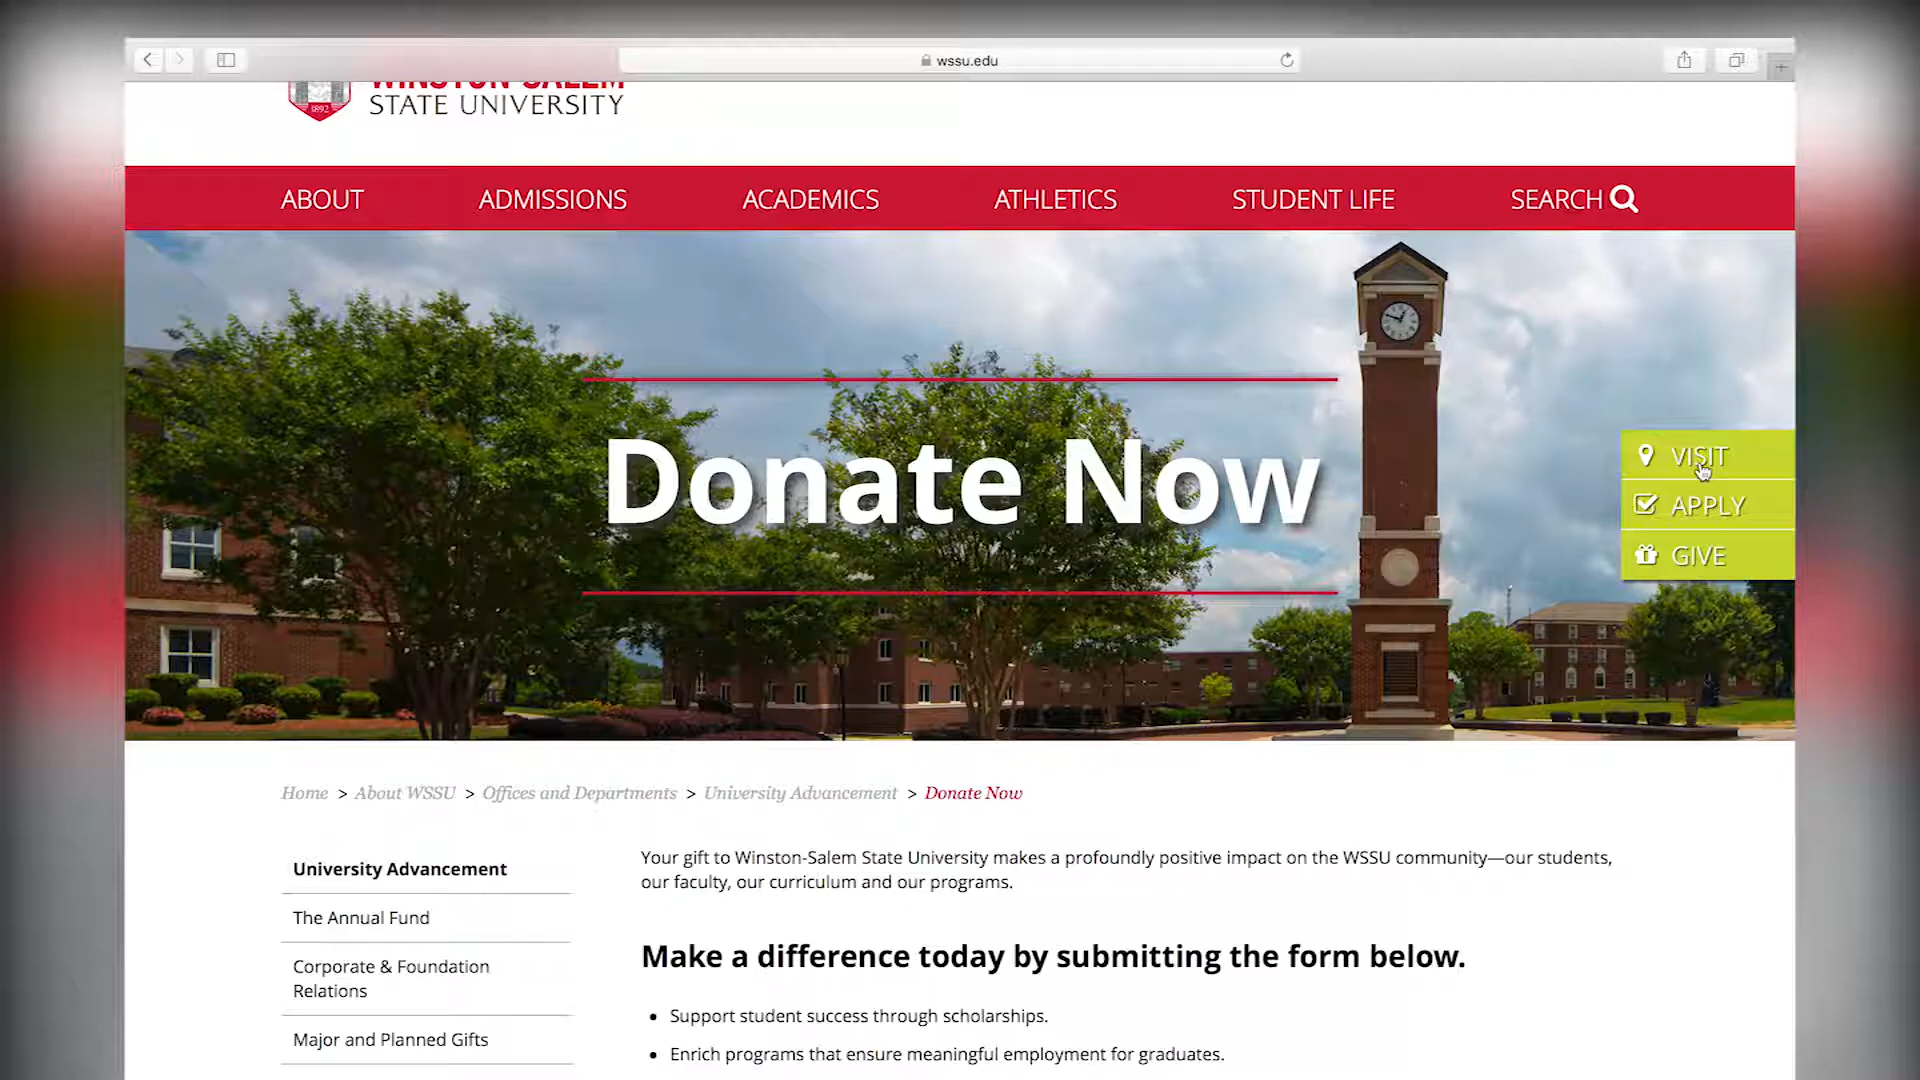 wssu.edu
WINSTON-SALEM
STATE UNIVERSITY
1892
ABOUT ADMISSIONS ACADEMICS ATHLETICS STUDENT LIFE SEARCH
Donate Now
VISIT
APPLY
GIVE
Home > About WSSU > Offices and Departments > University Advancement > Donate Now
University Advancement
The Annual Fund
Corporate & Foundation
Relations
Major and Planned Gifts
Your gift to Winston-Salem State University makes a profoundly positive impact on the WSSU community—our students,
our faculty, our curriculum and our programs.
Make a difference today by submitting the form below.
• Support student success through scholarships.
• Enrich programs that ensure meaningful employment for graduates.